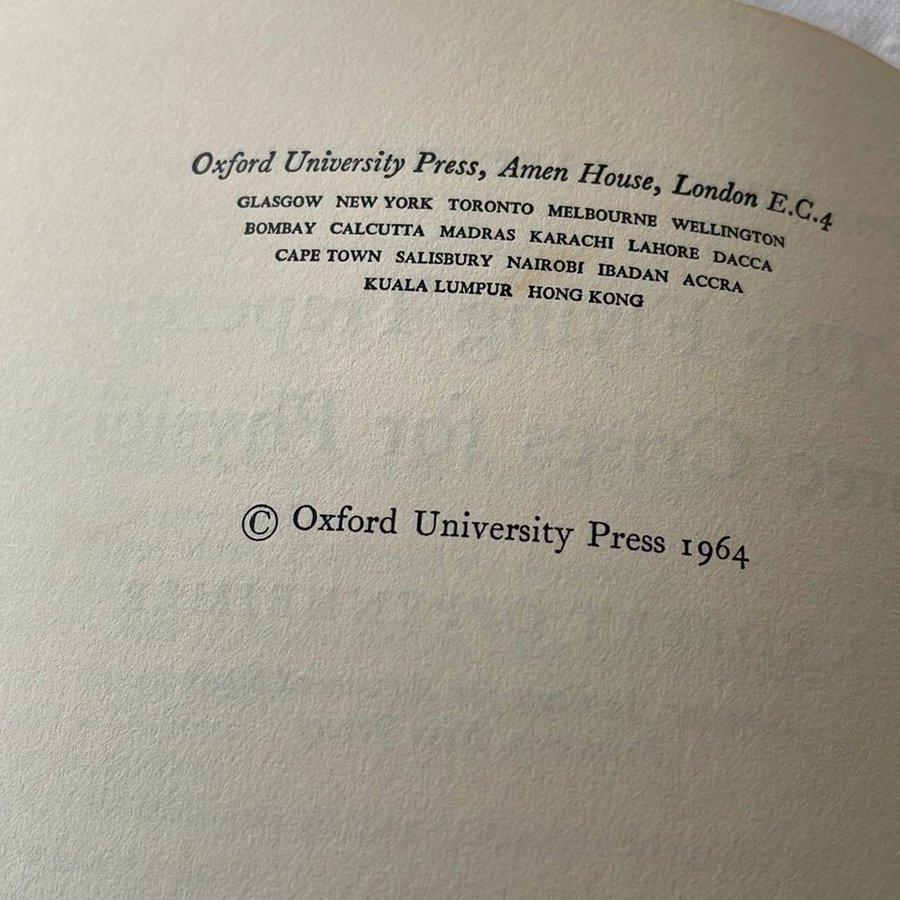 Oxford University Press, Amen House, London E.C.4
GLASGOW NEW YORK TORONTO MELBOURNE WELLINGTON
BOMBAY CALCUTTA MADRAS KARACHI LAHORE DACCA
CAPE TOWN SALISBURY NAIROBI IBADAN ACCRA
KUALA LUMPUR HONG KONG
© Oxford University Press 1964